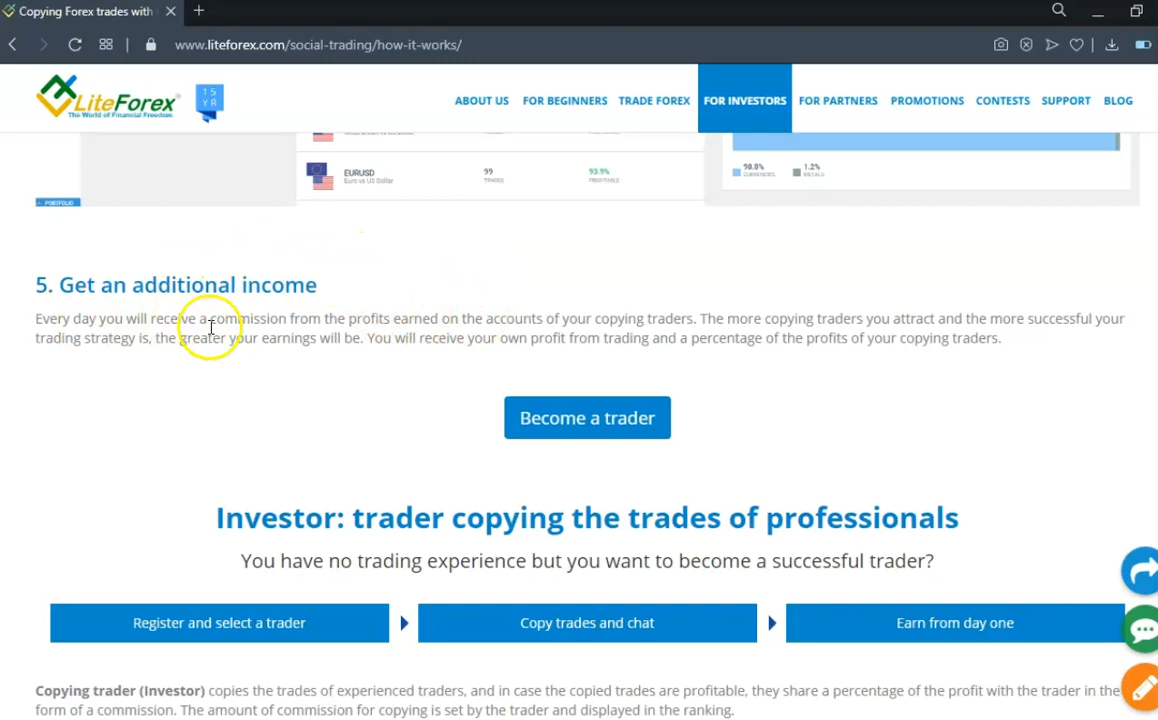 Copying Forex trades with
www.liteforex.com/social-trading/how-it-works/
LiteForex
The World of Financial Freedom
15
YR
ABOUT US FOR BEGINNERS TRADE FOREX FOR INVESTORS FOR PARTNERS PROMOTIONS CONTESTS SUPPORT BLOG
EURUSD 99 93.9%
Euro vs US Dollar TRADES PROFITABLE
98.8% 1.2%
CURRENCIES METALS
PORTFOLIO
5. Get an additional income
Every day you will receive a commission from the profits earned on the accounts of your copying traders. The more copying traders you attract and the more successful your
trading strategy is, the greater your earnings will be. You will receive your own profit from trading and a percentage of the profits of your copying traders.
Become a trader
Investor: trader copying the trades of professionals
You have no trading experience but you want to become a successful trader?
Register and select a trader Copy trades and chat Earn from day one
Copying trader (Investor) copies the trades of experienced traders, and in case the copied trades are profitable, they share a percentage of the profit with the trader in the
form of a commission. The amount of commission for copying is set by the trader and displayed in the ranking.